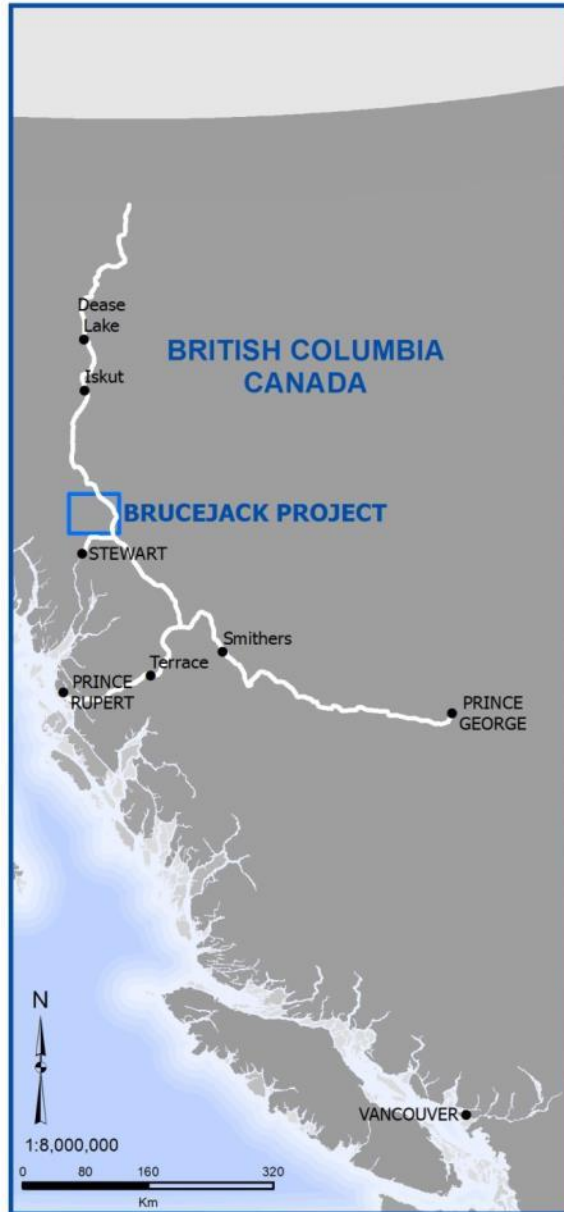 Dease
Lake
BRITISH COLUMBIA
CANADA
Iskut
BRUCEJACK PROJECT
STEWART
Smithers
Terrace
PRINCE
RUPERT
PRINCE
GEORGE
N
VANCOUVER
1:8,000,000
0 80 160 320
Km